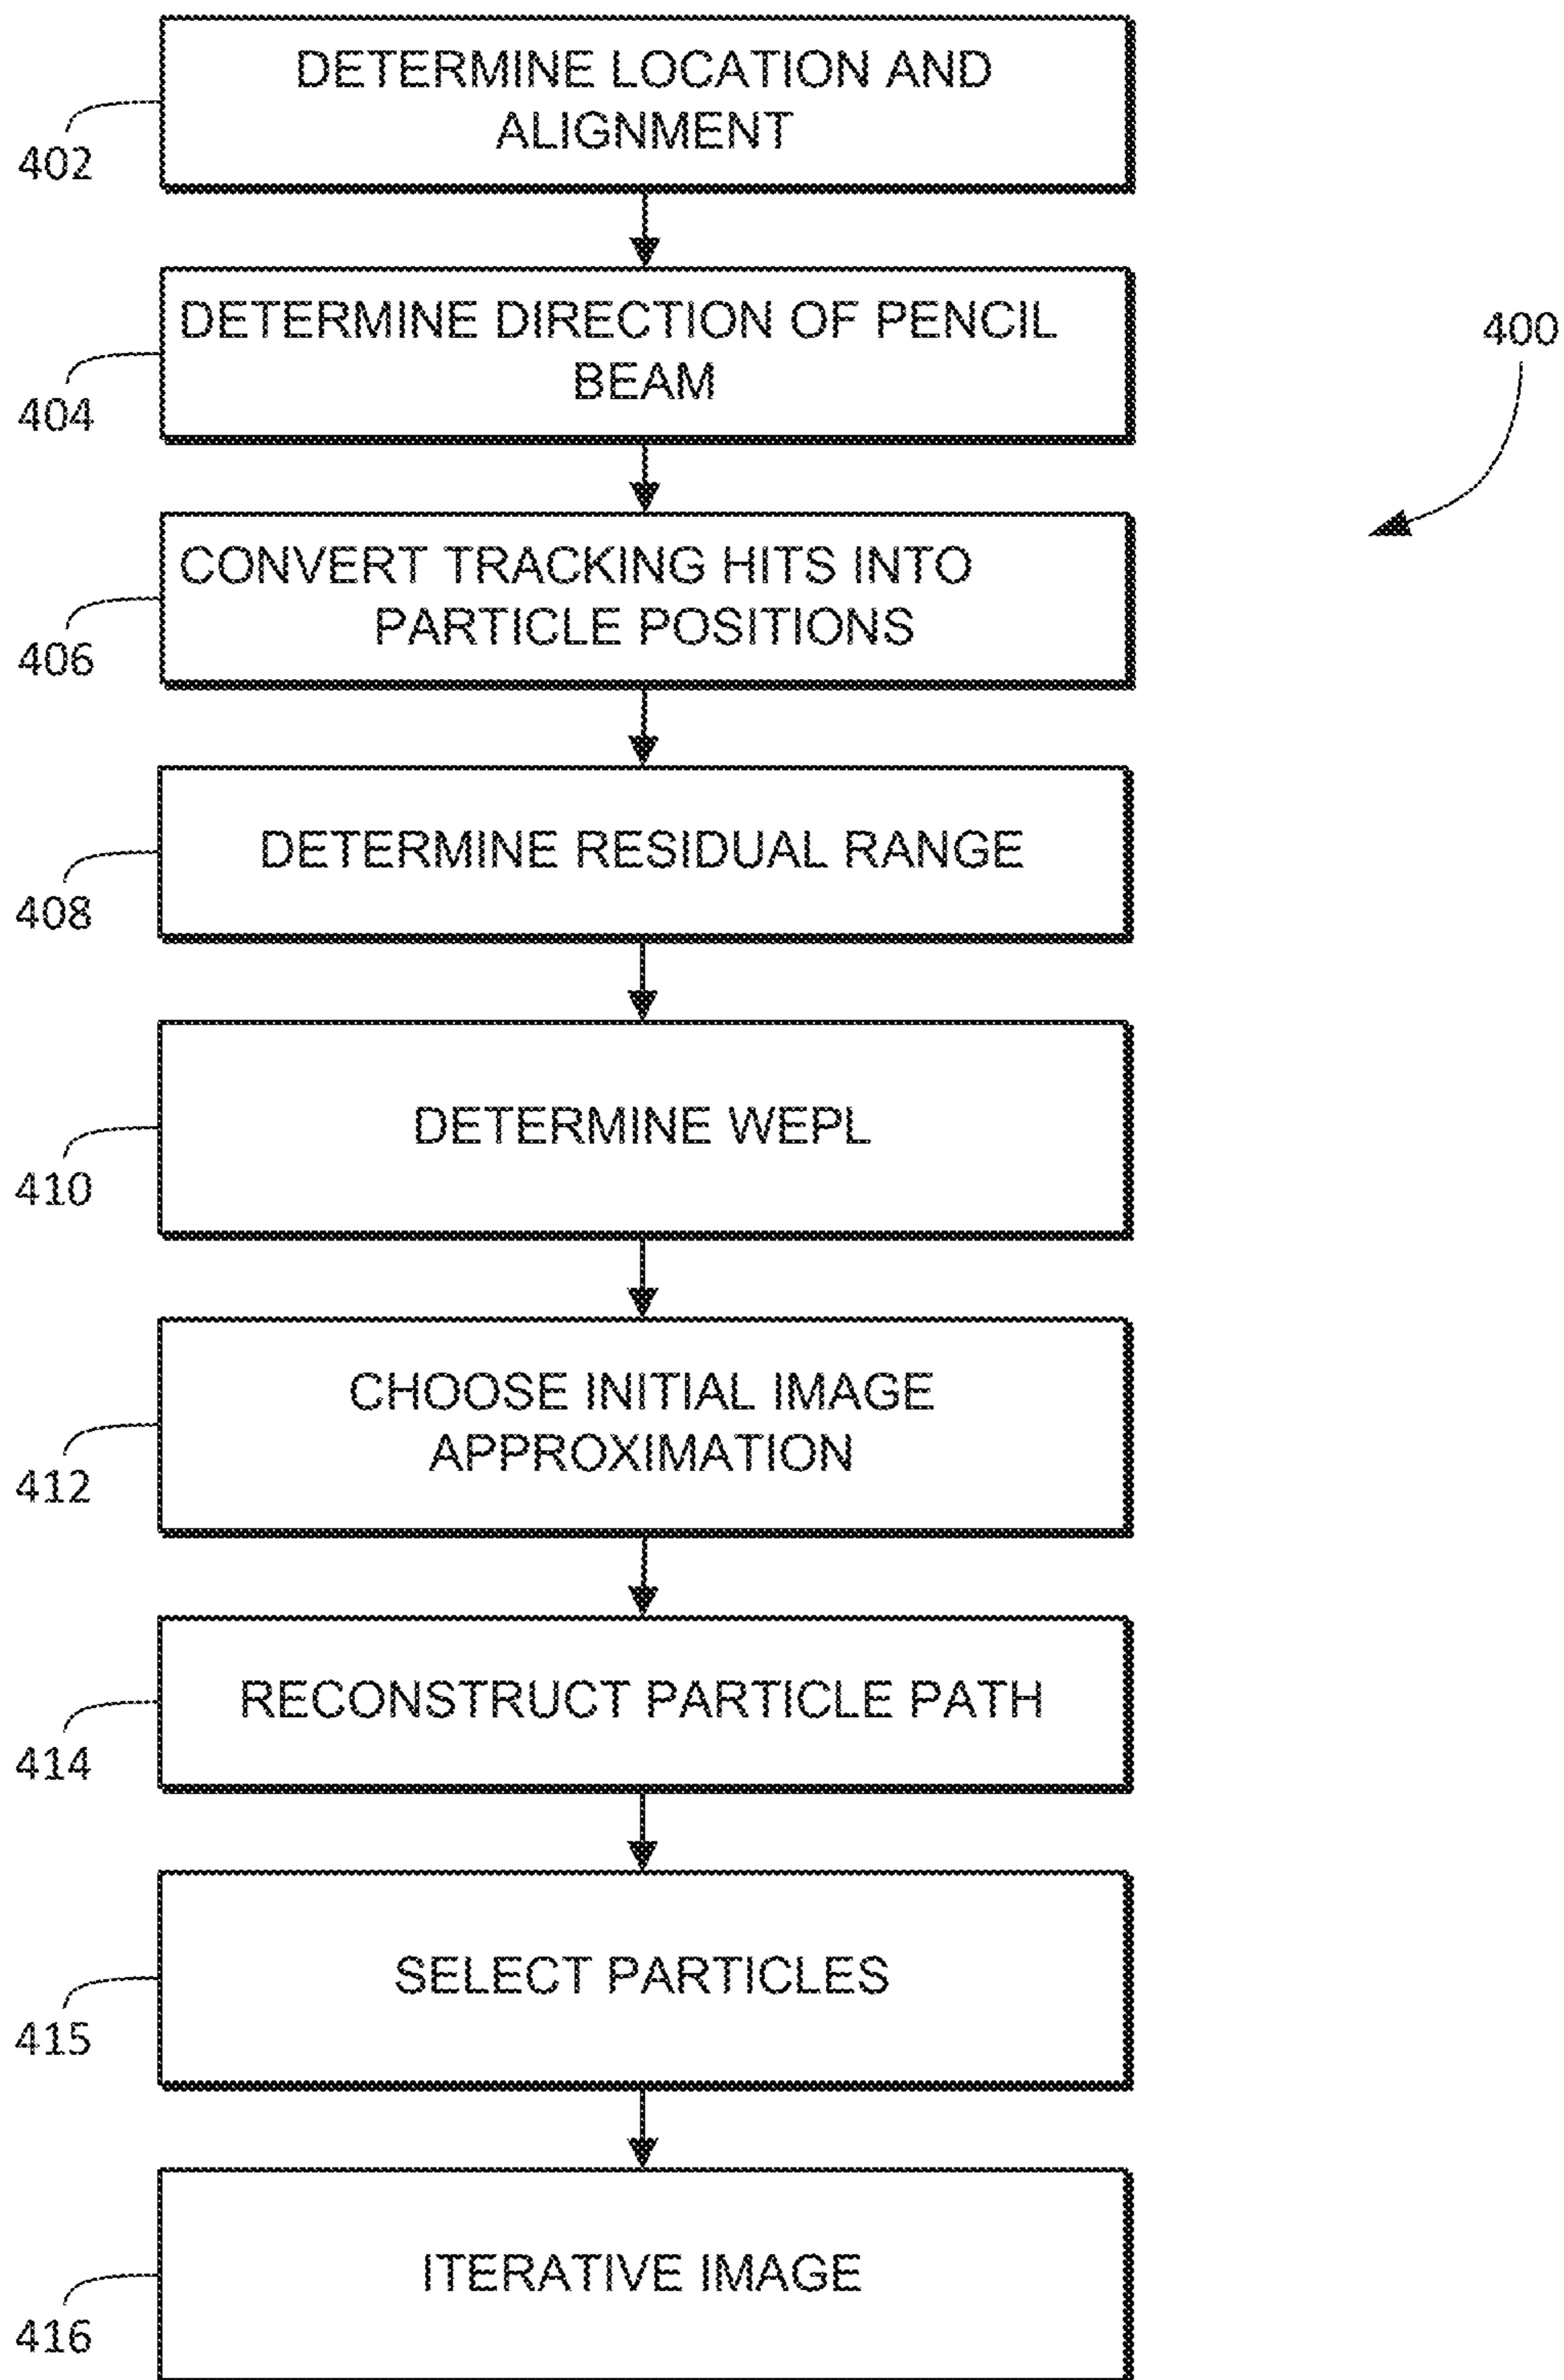 DETERMINE LOCATION AND
ALIGNMENT
402
DETERMINE DIRECTION OF PENCIL
BEAM
404
400
CONVERT TRACKING HITS INTO
PARTICLE POSITIONS
406
DETERMINE RESIDUAL RANGE
408
DETERMINE WEPL
410
CHOOSE INITIAL IMAGE
APPROXIMATION
412
RECONSTRUCT PARTICLE PATH
414
SELECT PARTICLES
415
ITERATIVE IMAGE
416